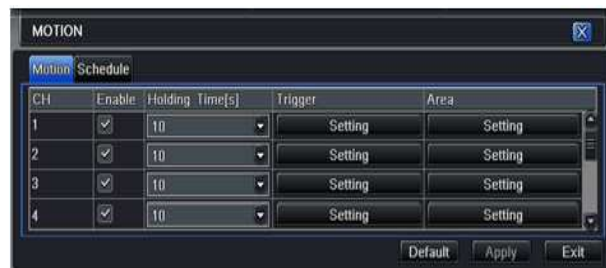 MOTION
Motion Schedule
CH Enable Holding Time[s] Trigger Area
1 10 Setting Setting
2 10 Setting Setting
3 10 Setting Setting
4 10 Setting Setting
Default Apply Exit